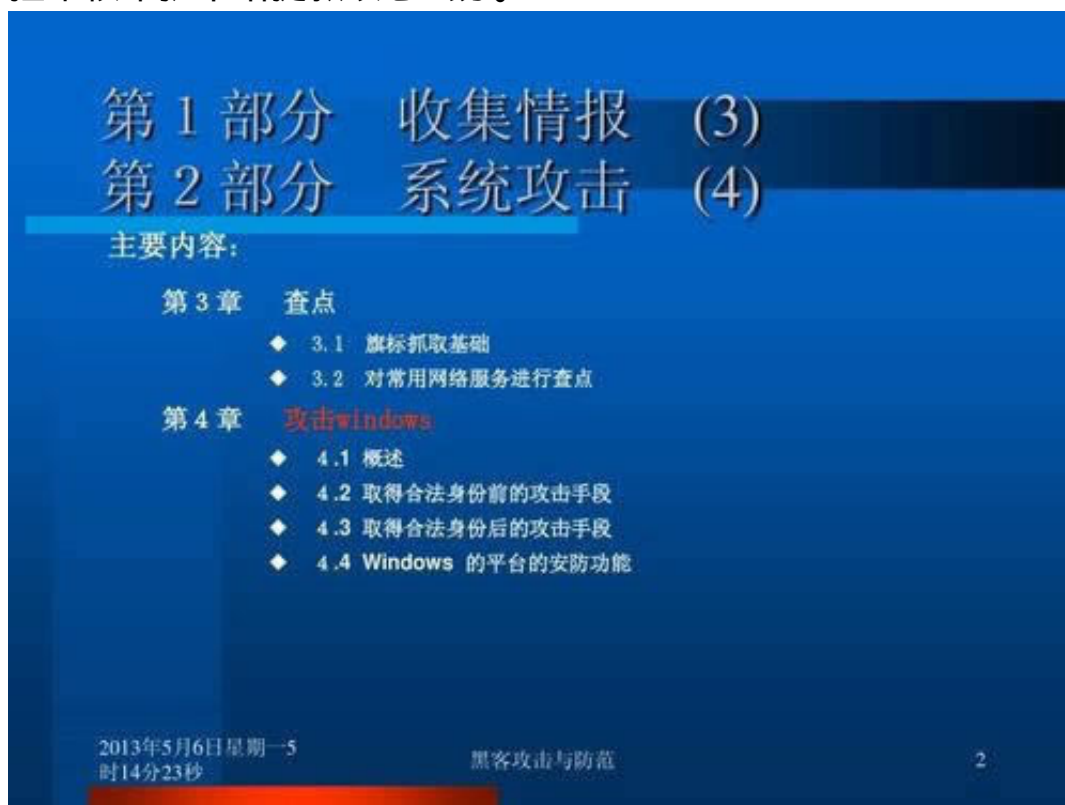 第 1 部分 收集情报 (3)
第 2 部分 系统攻击 (4)
主要内容：
第 3 章 查点
◆ 3.1 旗标抓取基础
◆ 3.2 对常用网络服务进行查点
第 4 章 攻击windows
◆ 4.1 概述
◆ 4.2 取得合法身份前的攻击手段
◆ 4.3 取得合法身份后的攻击手段
◆ 4.4 Windows 的平台的安防功能
2013年5月6日星期一5
时14分23秒
黑客攻击与防范
2